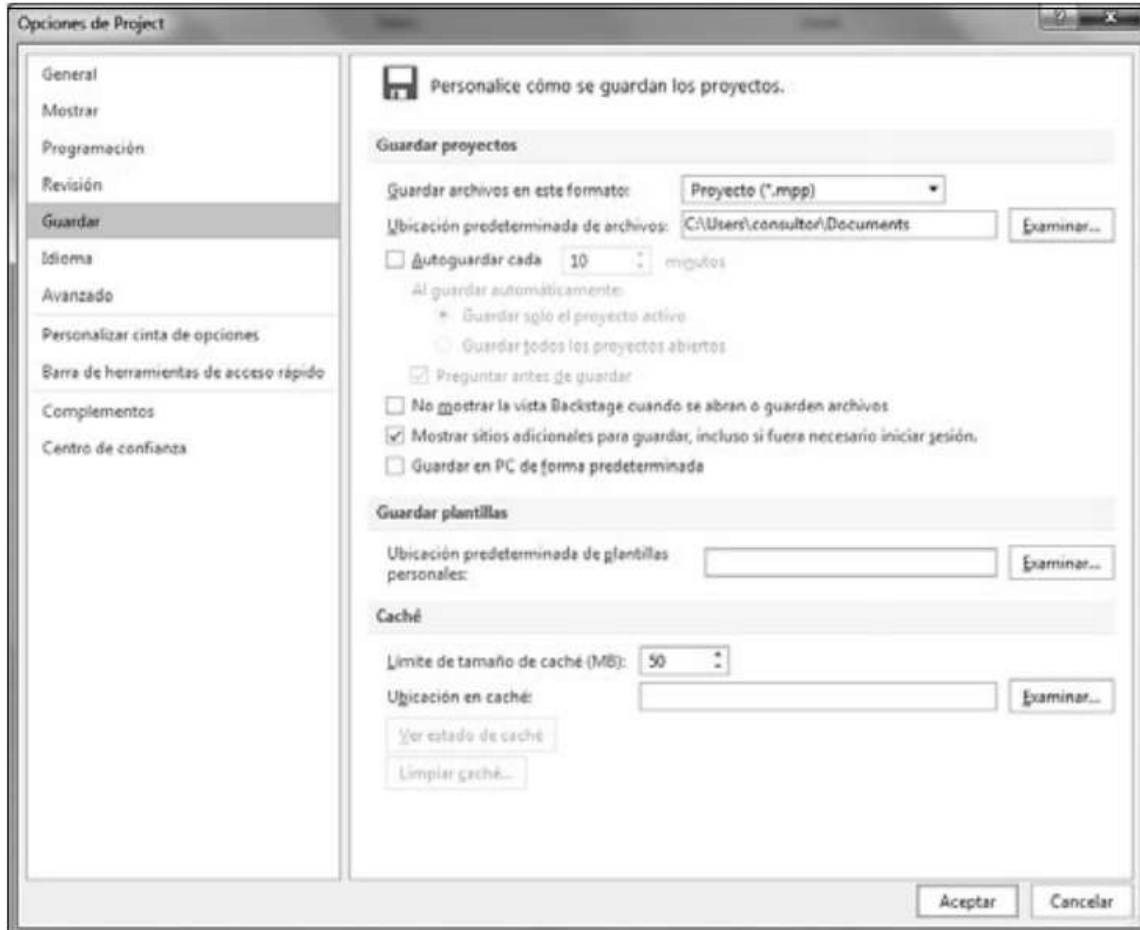 Opciones de Project
General
Mostrar
Programación
Revisión
Guardar
Idioma
Avanzado
Personalizar cinta de opciones
Barra de herramientas de acceso rápido
Complementos
Centro de confianza
Personalice cómo se guardan los proyectos.
Guardar proyectos
Guardar archivos en este formato: Proyecto (*.mpp)
Ubicación predeterminada de archivos: C:\Users\consultor\Documents Examinar...
Autoguardar cada 10 minutos
Al guardar automáticamente:
Guardar solo el proyecto activo
Guardar todos los proyectos abiertos
Preguntar antes de guardar
No mostrar la vista Backstage cuando se abran o guarden archivos
Mostrar sitios adicionales para guardar, incluso si fuera necesario iniciar sesión.
Guardar en PC de forma predeterminada
Guardar plantillas
Ubicación predeterminada de plantillas
personales: Examinar...
Caché
Límite de tamaño de caché (MB): 50
Ubicación en caché: Examinar...
Ver estado de caché
Limpiar caché...
Aceptar Cancelar